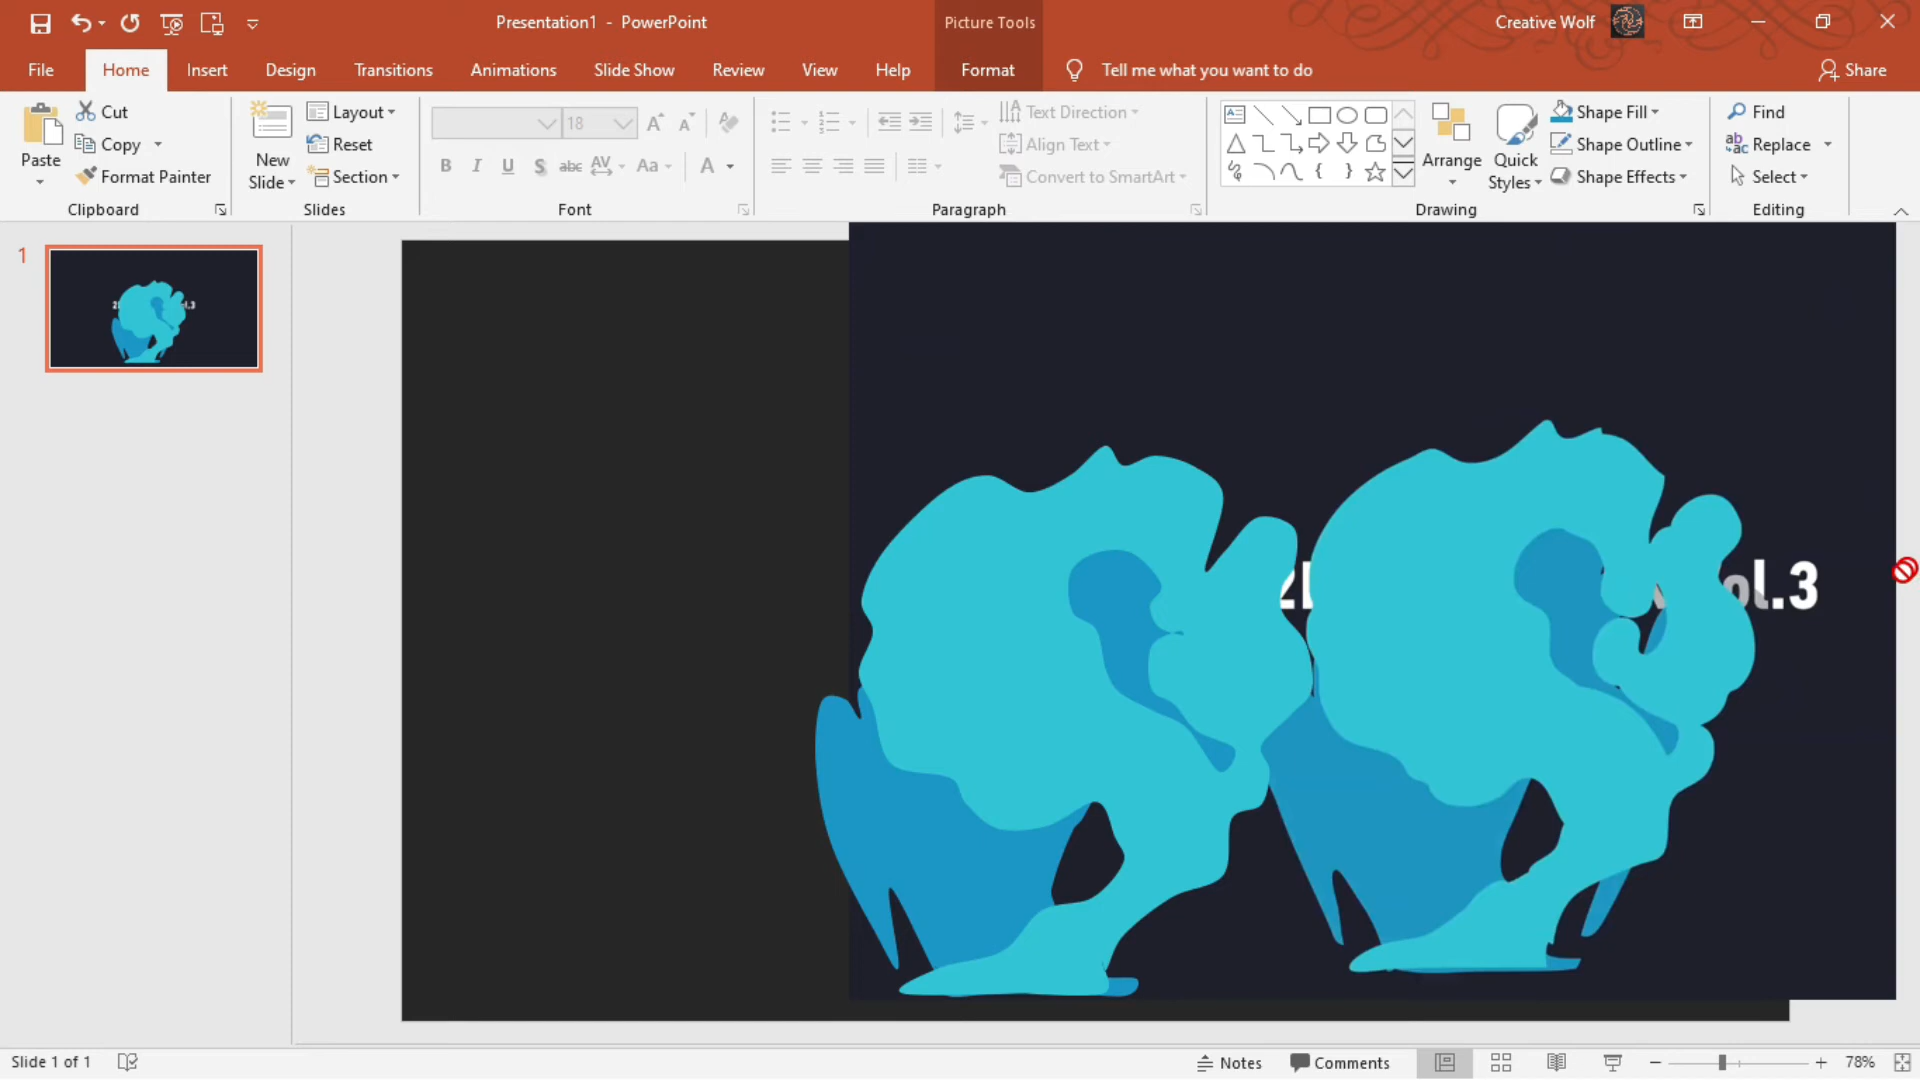 Presentation1 - PowerPoint
Picture Tools
Creative Wolf
File
Home
Insert
Design
Transitions
Animations
Slide Show
Review
View
Help
Format
Tell me what you want to do
Share
Paste
Cut
Copy
Format Painter
Clipboard
New
Slide
Layout
Reset
Section
Slides
18
B I U S abc AV Aa A
Font
Text Direction
Align Text
Convert to SmartArt
Paragraph
Arrange
Quick
Styles
Shape Fill
Shape Outline
Shape Effects
Drawing
Find
Replace
Select
Editing
1
ol.3
Slide 1 of 1
Notes
Comments
78%